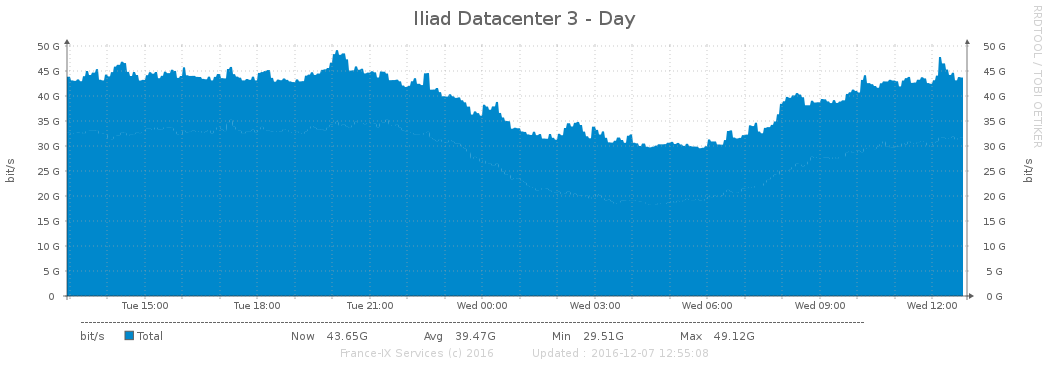 Iliad Datacenter 3 - Day
RRDTOOL / TOBI OETIKER
50 G 50 G
45 G 45 G
40 G 40 G
35 G 35 G
30 G 30 G
25 G 25 G
20 G 20 G
15 G 15 G
10 G 10 G
5 G 5 G
0 0 G
bit/s
bit/s
Tue 15:00 Tue 18:00 Tue 21:00 Wed 00:00 Wed 03:00 Wed 06:00 Wed 09:00 Wed 12:00
bit/s Total Now 43.65G Avg 39.47G Min 29.51G Max 49.12G
France-IX Services (c) 2016 Updated : 2016-12-07 12:55:08